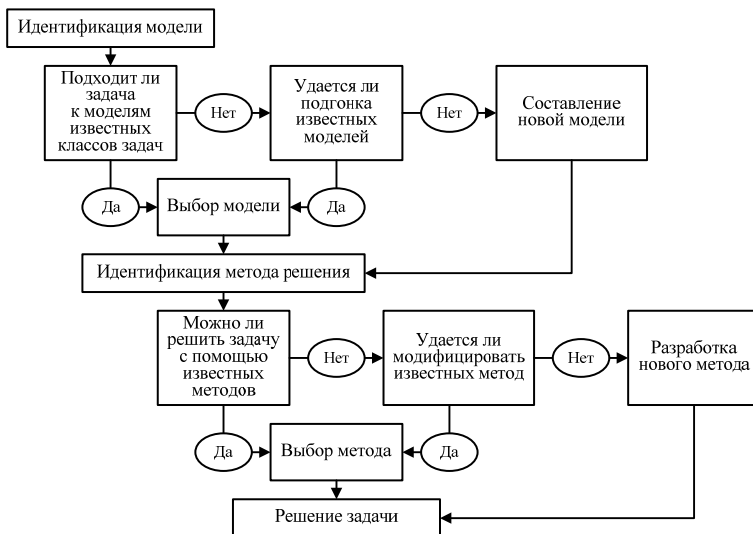 Идентификация модели
Подходит ли
задача
к моделям
известных
классов задач
Нет
Удается ли
подгонка
известных
моделей
Нет
Составление
новой модели
Да
Выбор модели
Да
Идентификация метода решения
Можно ли
решить задачу
с помощью
известных
методов
Нет
Удается ли
модифицировать
известных метод
Нет
Разработка
нового метода
Да
Выбор метода
Да
Решение задачи